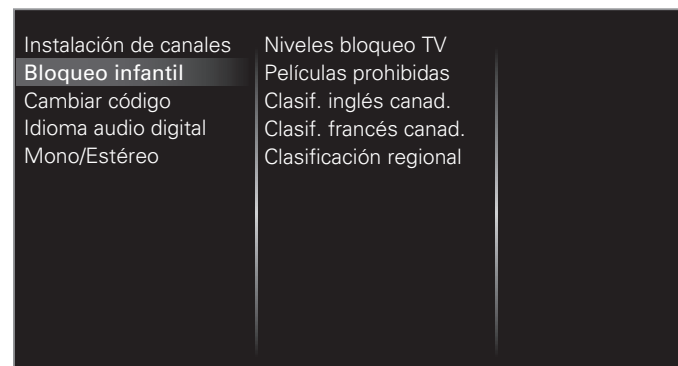 Instalación de canales
Bloqueo infantil
Cambiar código
Idioma audio digital
Mono/Estéreo
Niveles bloqueo TV
Películas prohibidas
Clasif. inglés canad.
Clasif. francés canad.
Clasificación regional